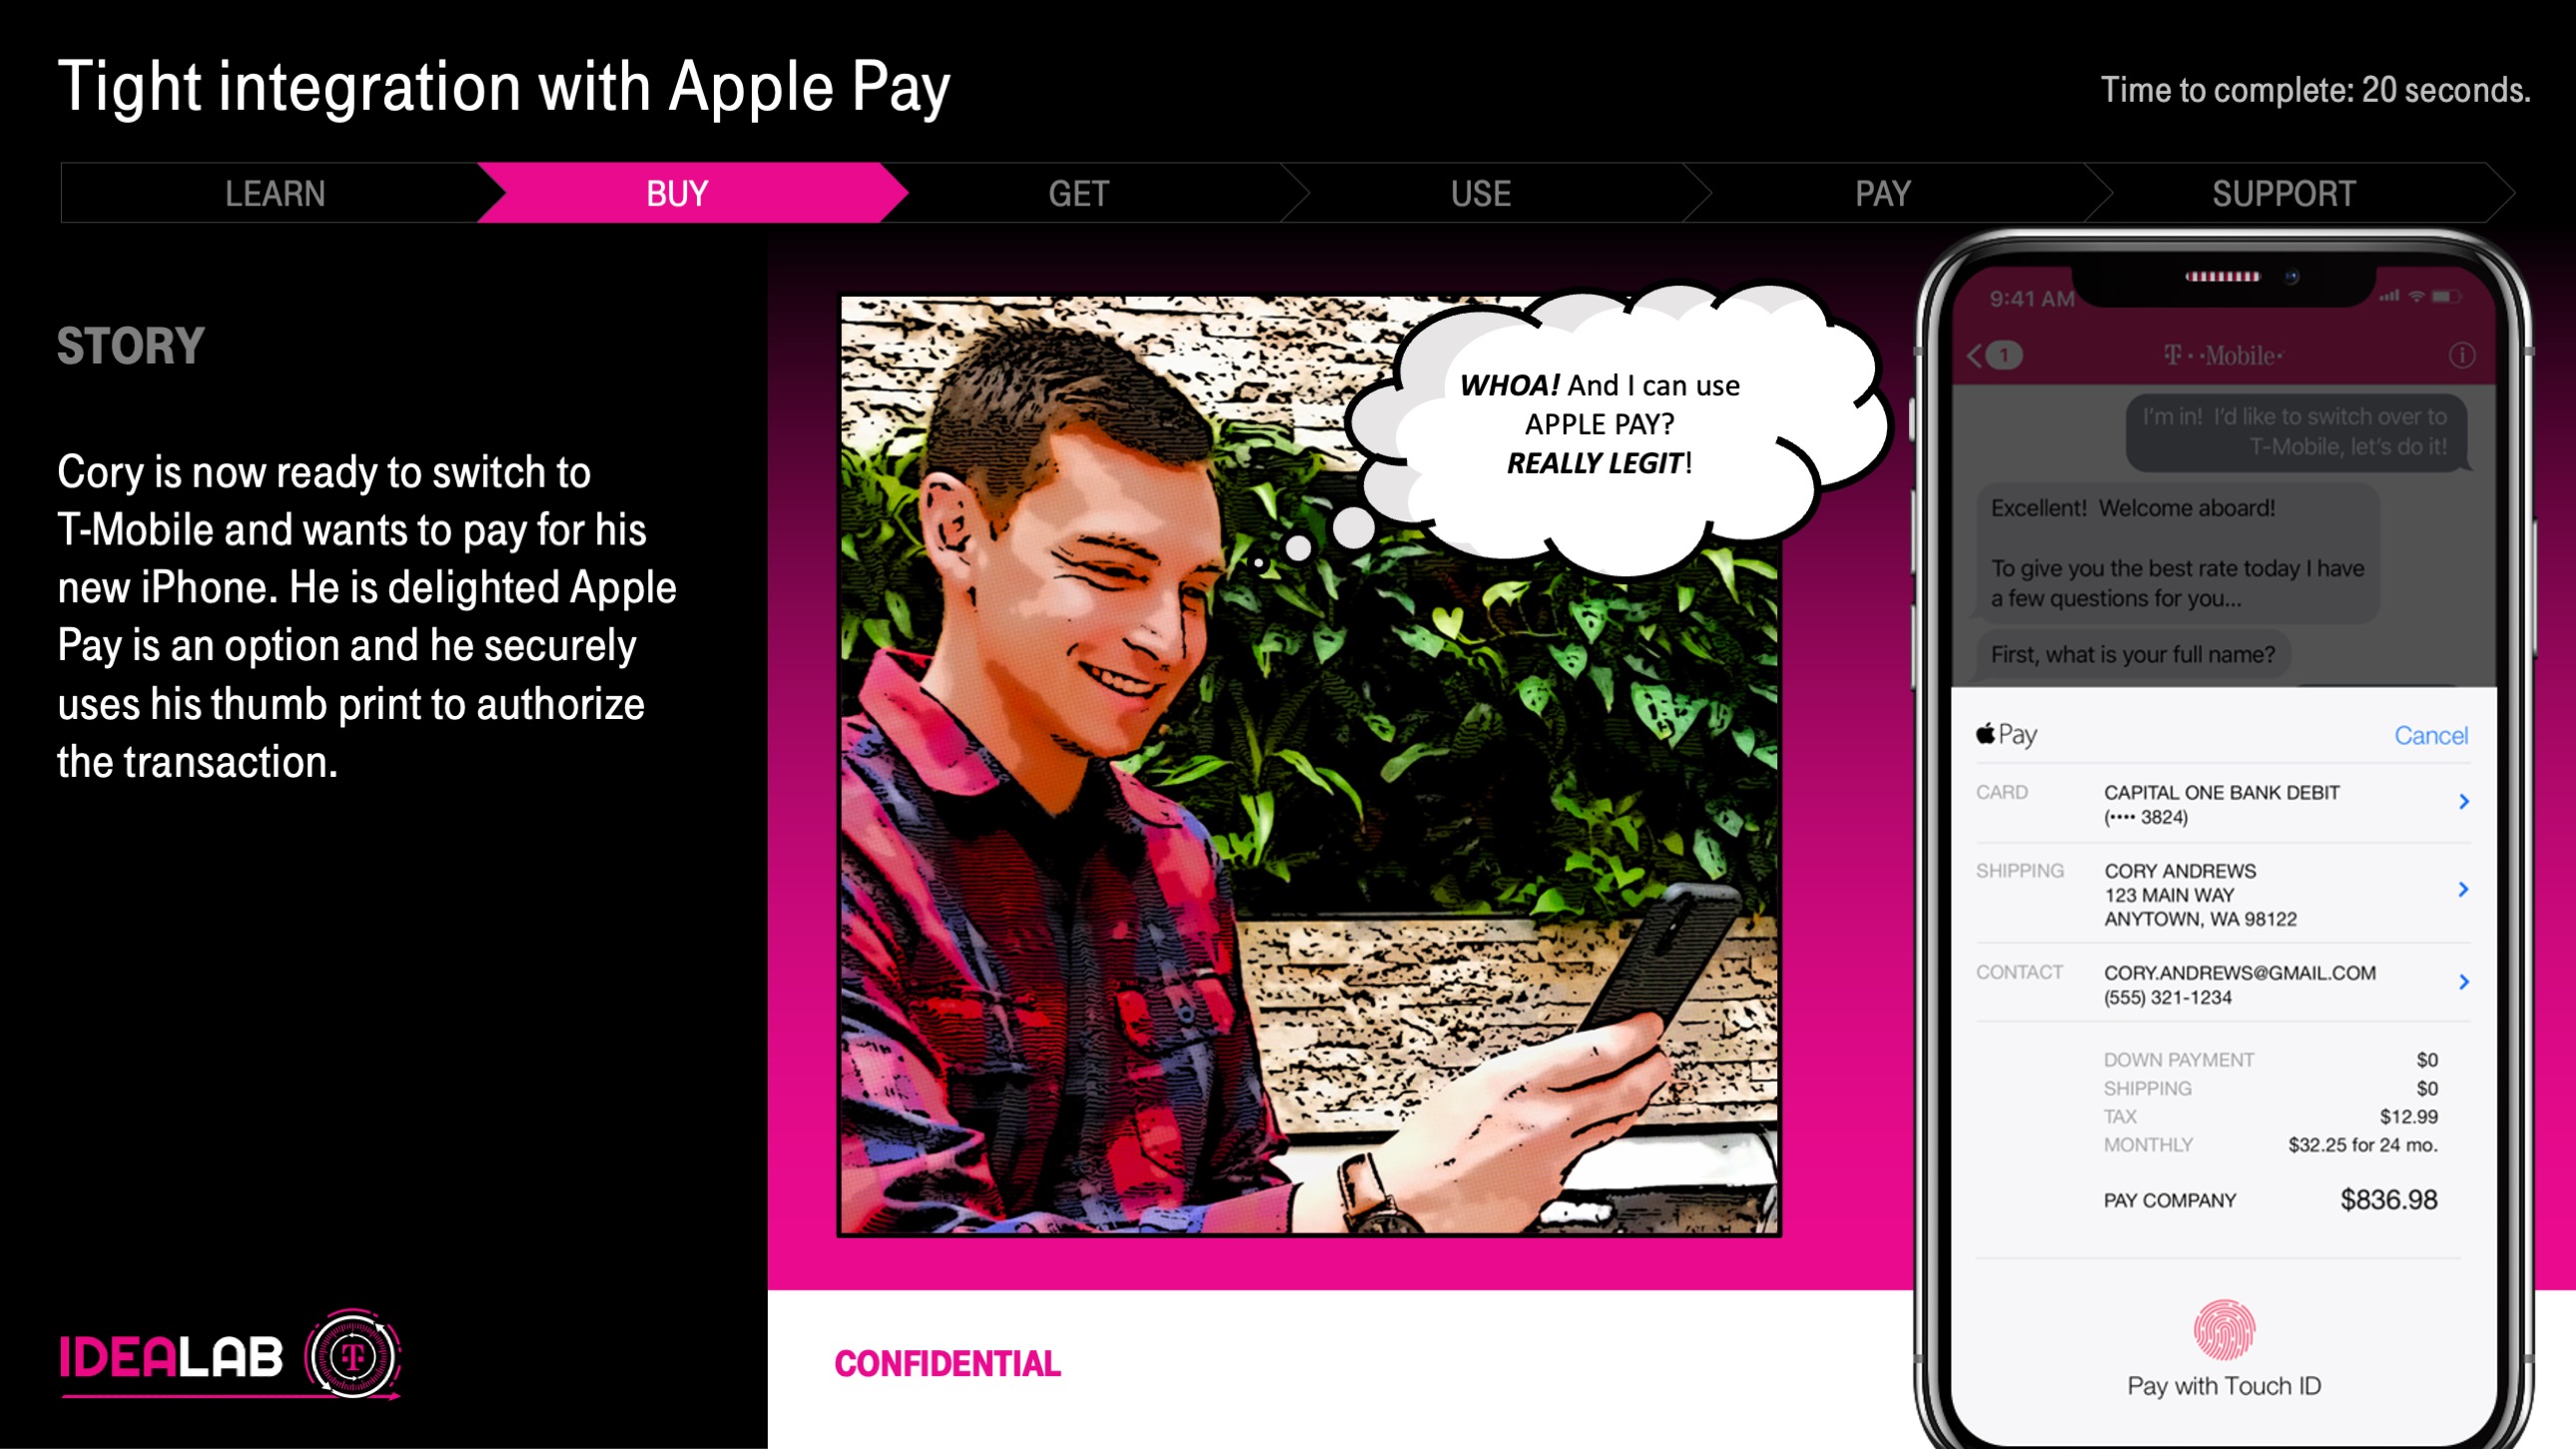 Tight integration with Apple Pay
Time to complete: 20 seconds.
LEARN
BUY
GET
USE
PAY
SUPPORT
STORY
Cory is now ready to switch to
T-Mobile and wants to pay for his
new iPhone. He is delighted Apple
Pay is an option and he securely
uses his thumb print to authorize
the transaction.
IDEALAB
T
WHOA! And I can use
APPLE PAY?
REALLY LEGIT!
CONFIDENTIAL
9:41 AM
1
T··Mobile·
I'm in! I'd like to switch over to
T-Mobile, let's do it!
Excellent! Welcome aboard!
To give you the best rate today I have
a few questions for you...
First, what is your full name?
Pay
Cancel
CARD
CAPITAL ONE BANK DEBIT
(•••• 3824)
SHIPPING
CORY ANDREWS
123 MAIN WAY
ANYTOWN, WA 98122
CONTACT
CORY.ANDREWS@GMAIL.COM
(555) 321-1234
DOWN PAYMENT $0
SHIPPING $0
TAX $12.99
MONTHLY $32.25 for 24 mo.
PAY COMPANY $836.98
Pay with Touch ID